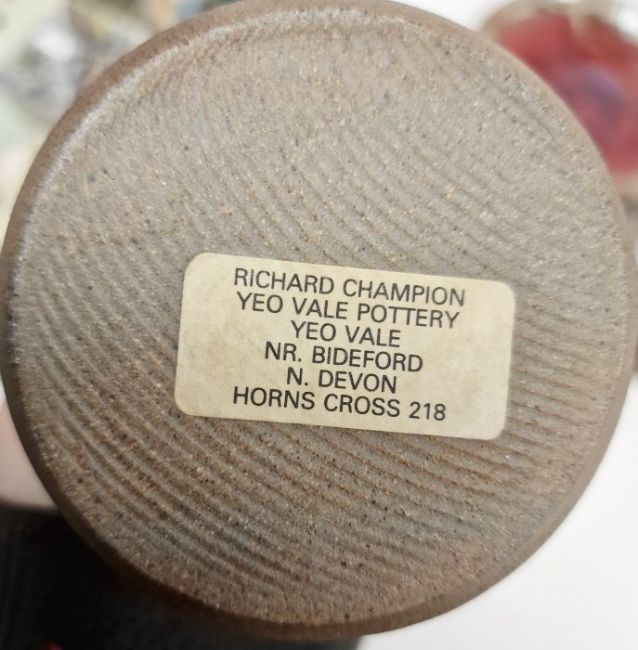 RICHARD CHAMPION
YEO VALE POTTERY
YEO VALE
NR. BIDEFORD
N. DEVON
HORNS CROSS 218